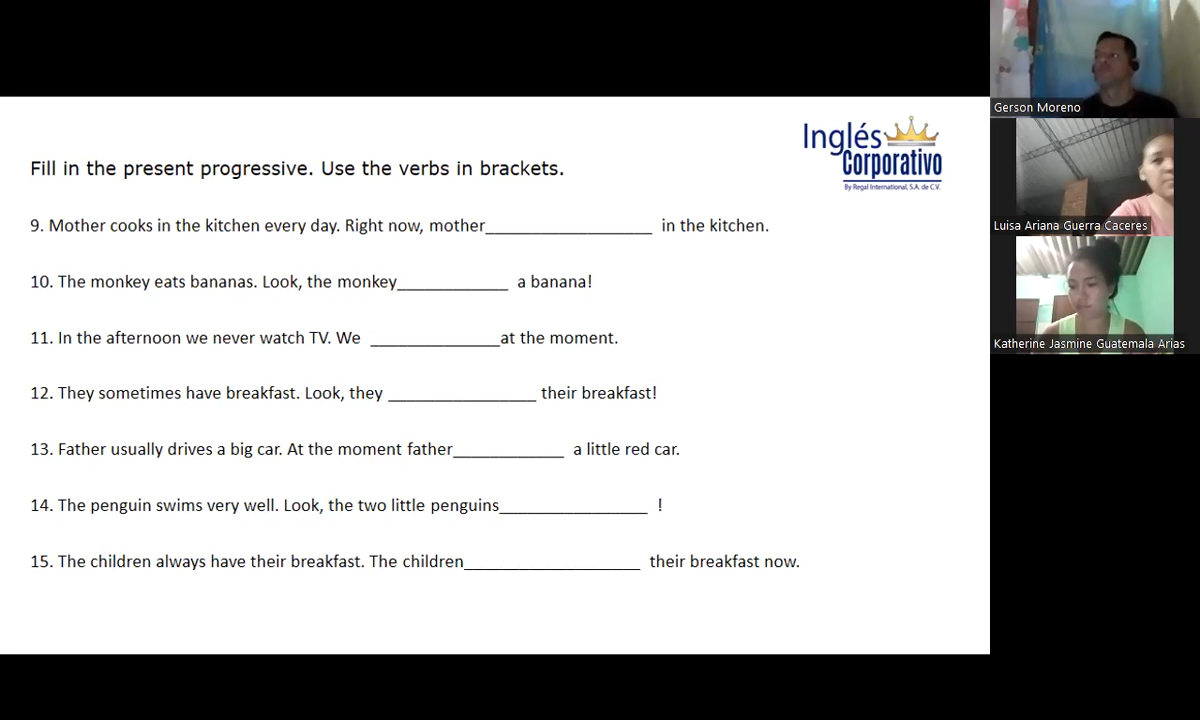 Inglés
Corporativo
By Regal International, S.A. de C.V.
Fill in the present progressive. Use the verbs in brackets.
9. Mother cooks in the kitchen every day. Right now, mother__________________ in the kitchen.
10. The monkey eats bananas. Look, the monkey____________ a banana!
11. In the afternoon we never watch TV. We ______________at the moment.
12. They sometimes have breakfast. Look, they ________________ their breakfast!
13. Father usually drives a big car. At the moment father____________ a little red car.
14. The penguin swims very well. Look, the two little penguins________________ !
15. The children always have their breakfast. The children___________________ their breakfast now.
Gerson Moreno
Luisa Ariana Guerra Caceres
Katherine Jasmine Guatemala Arias